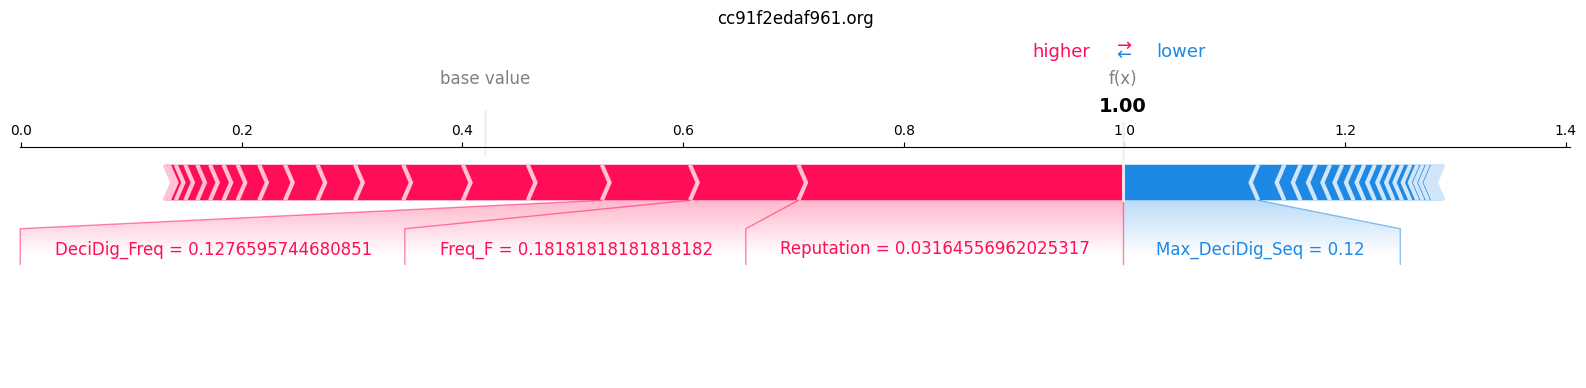 cc91f2edaf961.org
higher → ← lower
base value f(x)
1.00
0.0 0.2 0.4 0.6 0.8 1.0 1.2 1.4
DeciDig_Freq = 0.1276595744680851 Freq_F = 0.18181818181818182 Reputation = 0.03164556962025317 Max_DeciDig_Seq = 0.12